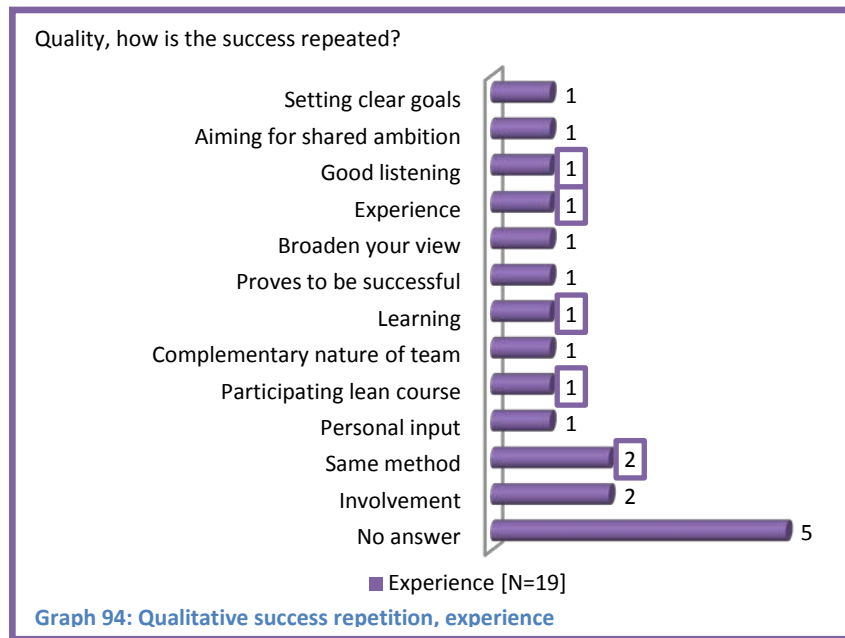 Quality, how is the success repeated?
Setting clear goals 1
Aiming for shared ambition 1
Good listening 1
Experience 1
Broaden your view 1
Proves to be successful 1
Learning 1
Complementary nature of team 1
Participating lean course 1
Personal input 1
Same method 2
Involvement 2
No answer 5
Experience [N=19]
Graph 94: Qualitative success repetition, experience